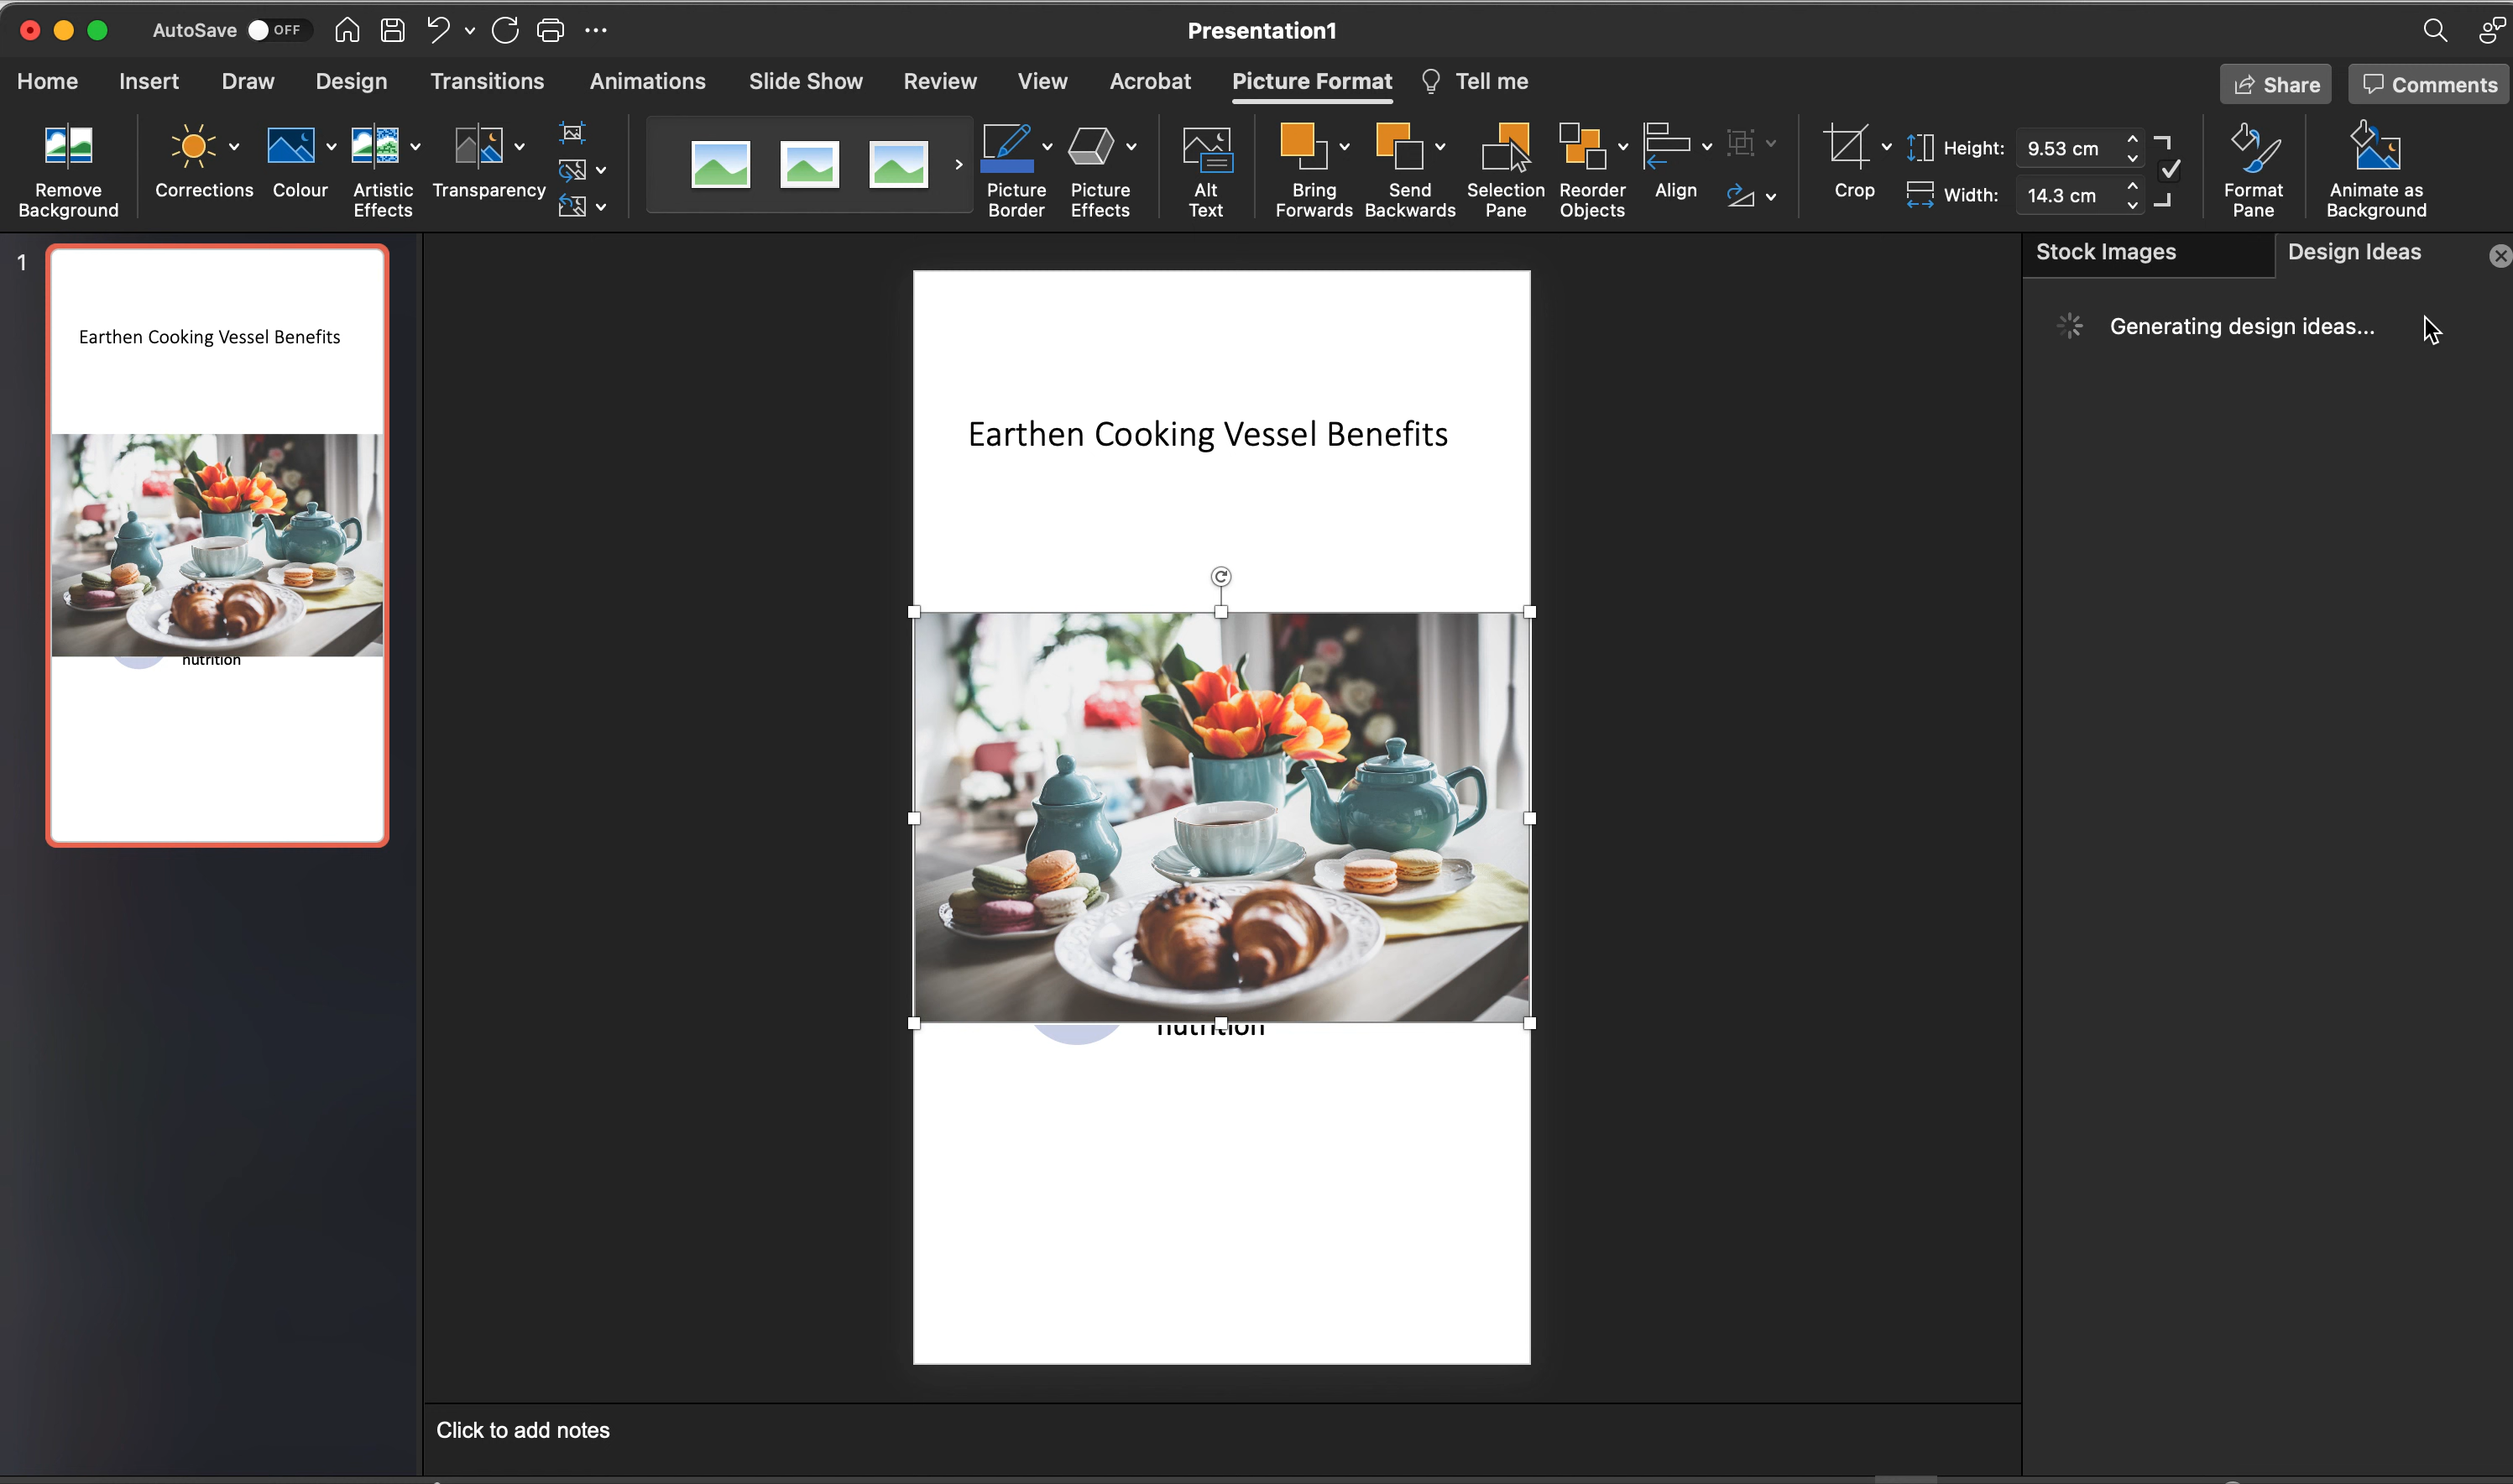 AutoSave OFF
Presentation1
Home Insert Draw Design Transitions Animations Slide Show Review View Acrobat Picture Format Tell me Share Comments
Remove Background
Corrections
Colour
Artistic Effects
Transparency
Picture Border
Picture Effects
Alt Text
Bring Forwards
Send Backwards
Selection Pane
Reorder Objects
Align
Crop
Height: 9.53 cm
Width: 14.3 cm
Format Pane
Animate as Background
1
Earthen Cooking Vessel Benefits
nutrition
Earthen Cooking Vessel Benefits
nutrition
Stock Images
Design Ideas
Generating design ideas...
Click to add notes